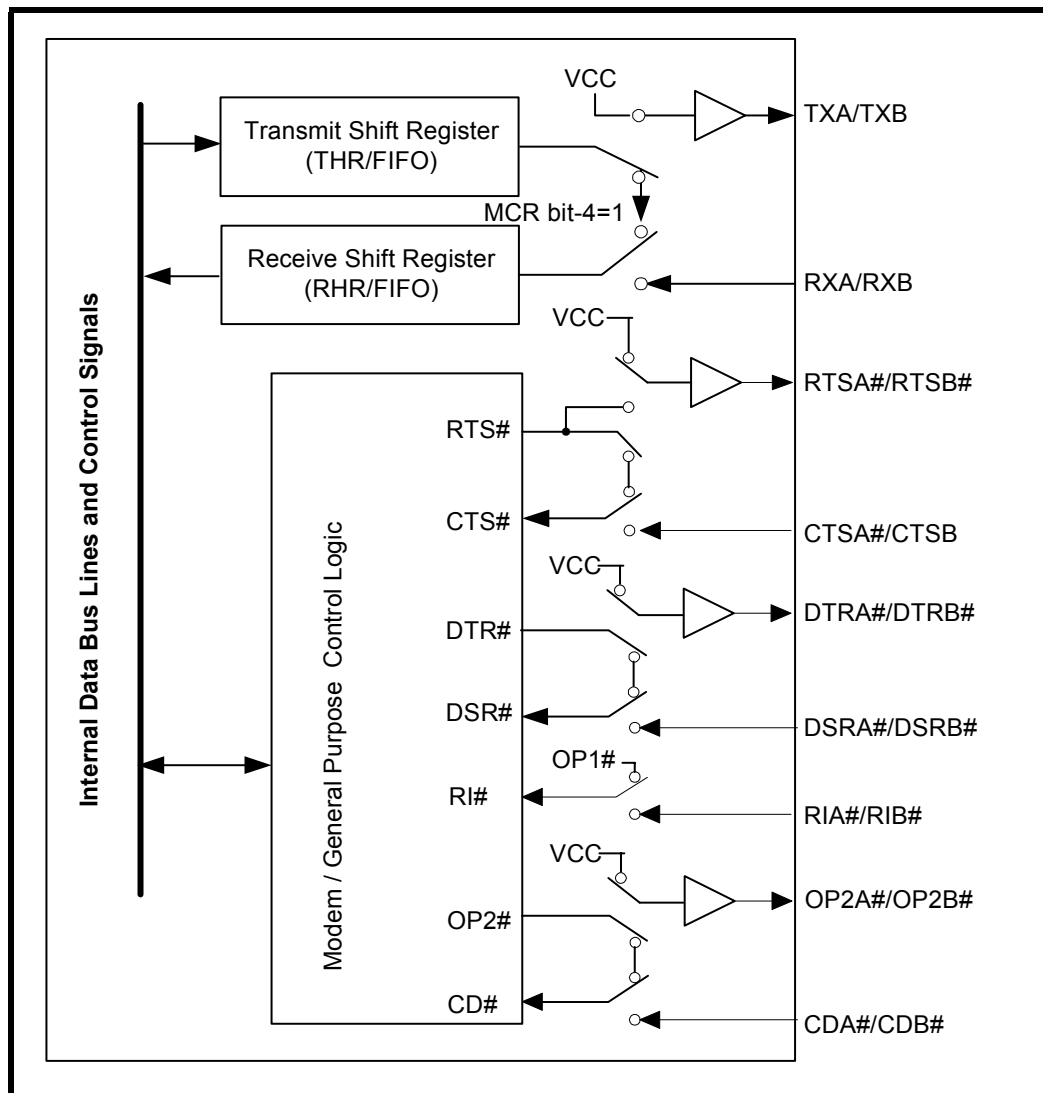 VCC
TXA/TXB
Transmit Shift Register
(THR/FIFO)
MCR bit-4=1
Receive Shift Register
(RHR/FIFO)
RXA/RXB
VCC
RTSA#/RTSB#
RTS#
CTS#
CTSA#/CTSB
VCC
DTRA#/DTRB#
DTR#
DSR#
DSRA#/DSRB#
OP1#
RI#
RIA#/RIB#
VCC
OP2A#/OP2B#
OP2#
CD#
CDA#/CDB#
Internal Data Bus Lines and Control Signals
Modem / General Purpose Control Logic